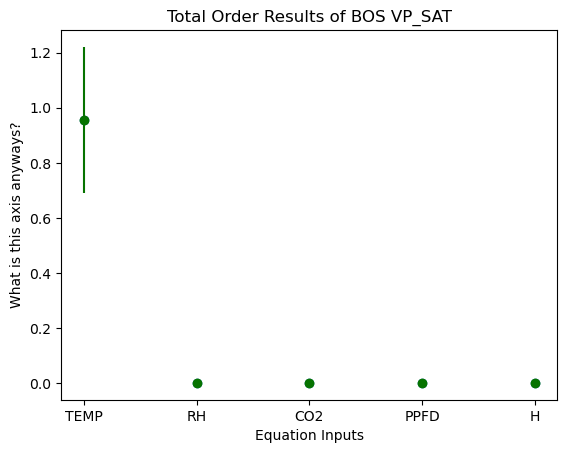 Total Order Results of BOS VP_SAT
What is this axis anyways?
1.2
1.0
0.8
0.6
0.4
0.2
0.0
TEMP RH CO2 PPFD H
Equation Inputs